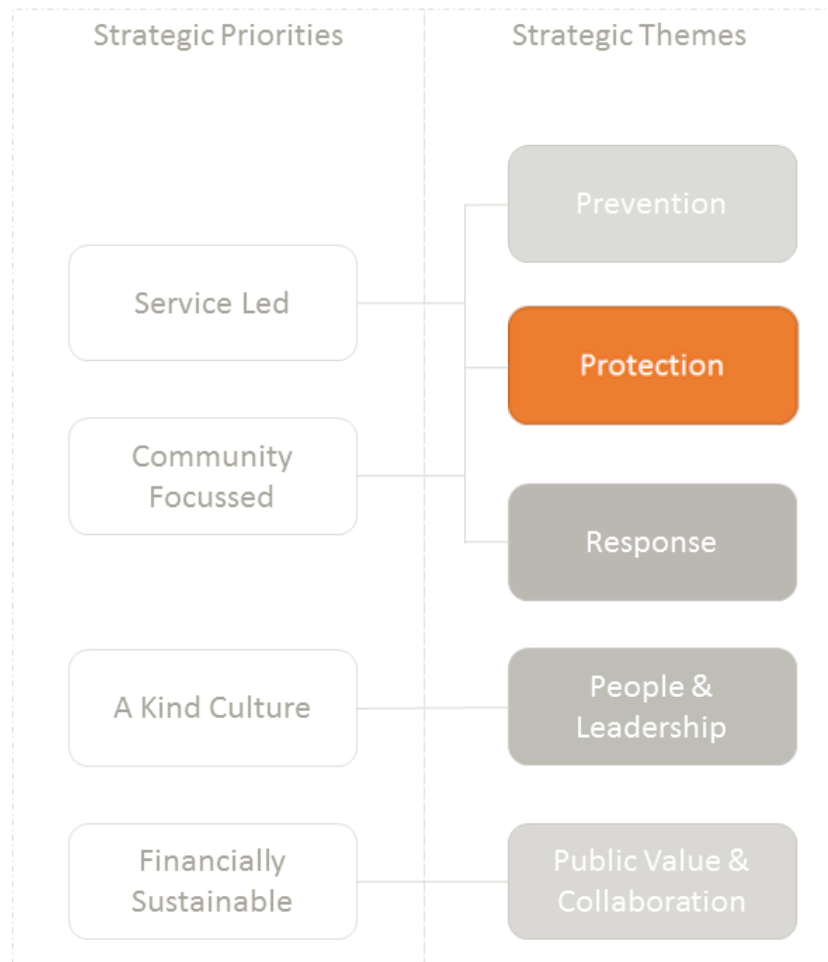 Strategic Priorities
Strategic Themes
Prevention
Service Led
Protection
Community
Focussed
Response
A Kind Culture
People &
Leadership
Financially
Sustainable
Public Value &
Collaboration